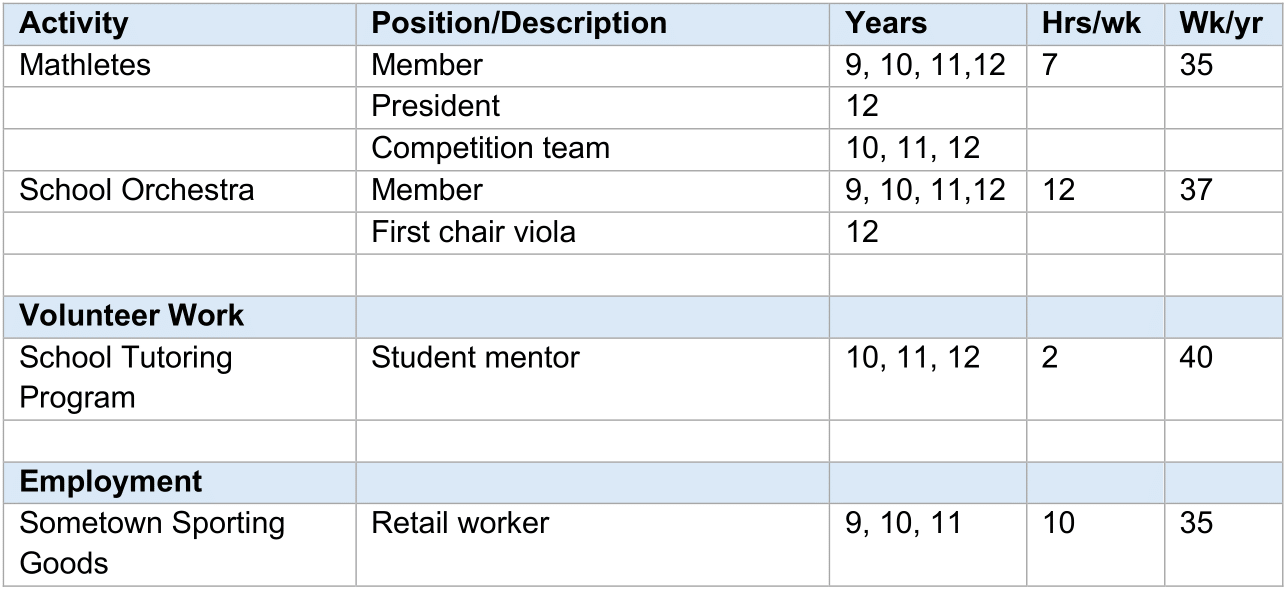 Activity Position/Description Years Hrs/wk Wk/yr
Mathletes Member 9, 10, 11,12 7 35
President 12
Competition team 10, 11, 12
School Orchestra Member 9, 10, 11,12 12 37
First chair viola 12
Volunteer Work
School Tutoring Student mentor 10, 11, 12 2 40
Program
Employment
Sometown Sporting Retail worker 9, 10, 11 10 35
Goods